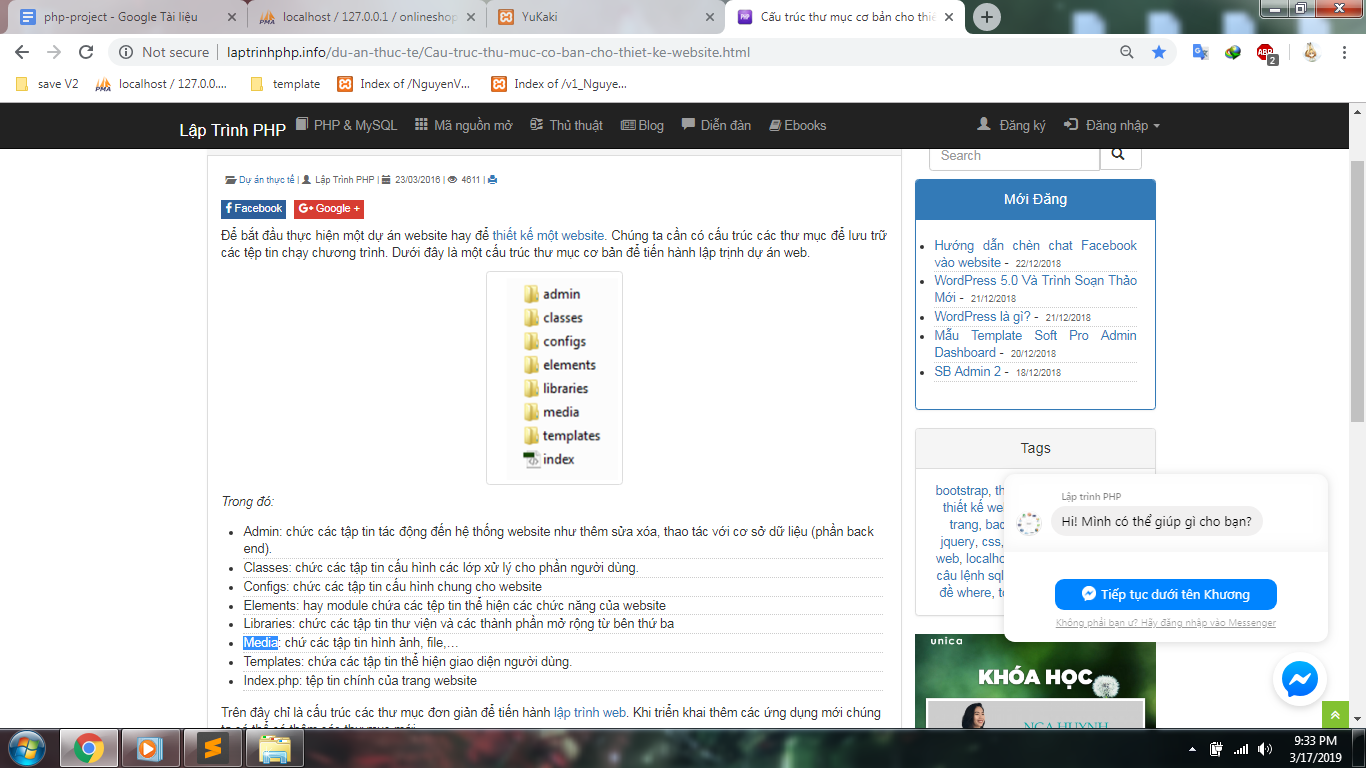 php-project - Google Tài liệu
localhost / 127.0.0.1 / onlineshop
YuKaki
Cấu trúc thư mục cơ bản cho thiế
Not secure | laptrinhphp.info/du-an-thuc-te/Cau-truc-thu-muc-co-ban-cho-thiet-ke-website.html
ABP
2
save V2
localhost / 127.0.0....
template
Index of /NguyenV...
Index of /v1_Nguye...
Lập Trình PHP
PHP & MySQL
Mã nguồn mở
Thủ thuật
Blog
Diễn đàn
Ebooks
Đăng ký
Đăng nhập
Dự án thực tế | Lập Trình PHP | 23/03/2016 | 4611 |
Facebook
Google +
Để bắt đầu thực hiện một dự án website hay để thiết kế một website. Chúng ta cần có cấu trúc các thư mục để lưu trữ
các tệp tin chạy chương trình. Dưới đây là một cấu trúc thư mục cơ bản để tiến hành lập trịnh dự án web.
admin
classes
configs
elements
libraries
media
templates
index
Trong đó:
Admin: chức các tập tin tác động đến hệ thống website như thêm sửa xóa, thao tác với cơ sở dữ liệu (phần back
end).
Classes: chức các tập tin cấu hình các lớp xử lý cho phần người dùng.
Configs: chức các tập tin cấu hình chung cho website
Elements: hay module chứa các tệp tin thể hiện các chức năng của website
Libraries: chức các tập tin thư viện và các thành phần mở rộng từ bên thứ ba
Media: chứ các tập tin hình ảnh, file,…
Templates: chứa các tập tin thể hiện giao diện người dùng.
Index.php: tệp tin chính của trang website
Trên đây chỉ là cấu trúc các thư mục đơn giản để tiến hành lập trình web. Khi triển khai thêm các ứng dụng mới chúng
Search
Mới Đăng
Hướng dẫn chèn chat Facebook
vào website - 22/12/2018
WordPress 5.0 Và Trình Soạn Thảo
Mới - 21/12/2018
WordPress là gì? - 21/12/2018
Mẫu Template Soft Pro Admin
Dashboard - 20/12/2018
SB Admin 2 - 18/12/2018
Tags
bootstrap, th
thiết kế we
trang, bac
jquery, css,
web, localho
câu lệnh sql
đề where, t
Lập trình PHP
Hi! Mình có thể giúp gì cho bạn?
Tiếp tục dưới tên Khương
Không phải bạn ư? Hãy đăng nhập vào Messenger
unica
KHÓA HỌC
NGA HUYNH
9:33 PM
3/17/2019